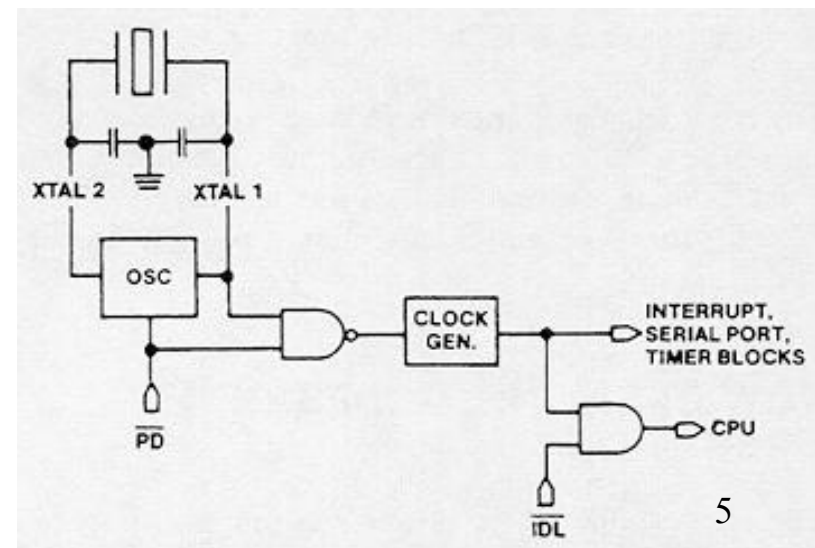 XTAL 2
XTAL 1
OSC
CLOCK
GEN.
INTERRUPT,
SERIAL PORT,
TIMER BLOCKS
CPU
PD
IDL
5